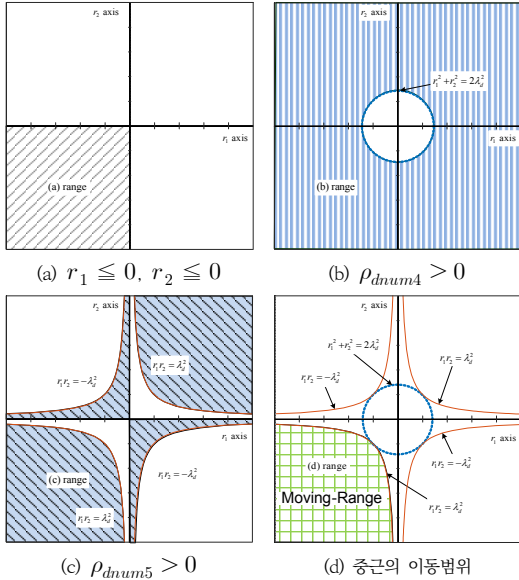 r₂ axis
r₁ axis
(a) range
(a) r₁ ≦ 0, r₂ ≦ 0
r₂ axis
r₁² + r₂² = 2λ_d²
r₁ axis
(b) range
(b) ρ_dnum4 > 0
r₂ axis
r₁r₂ = λ_d²
r₁r₂ = −λ_d²
r₁ axis
(c) range
r₁r₂ = −λ_d²
r₁r₂ = λ_d²
(c) ρ_dnum5 > 0
r₂ axis
r₁² + r₂² = 2λ_d²
r₁r₂ = −λ_d²
r₁r₂ = λ_d²
r₁ axis
(d) range
r₁r₂ = −λ_d²
Moving-Range
r₁r₂ = λ_d²
(d) 중근의 이동범위